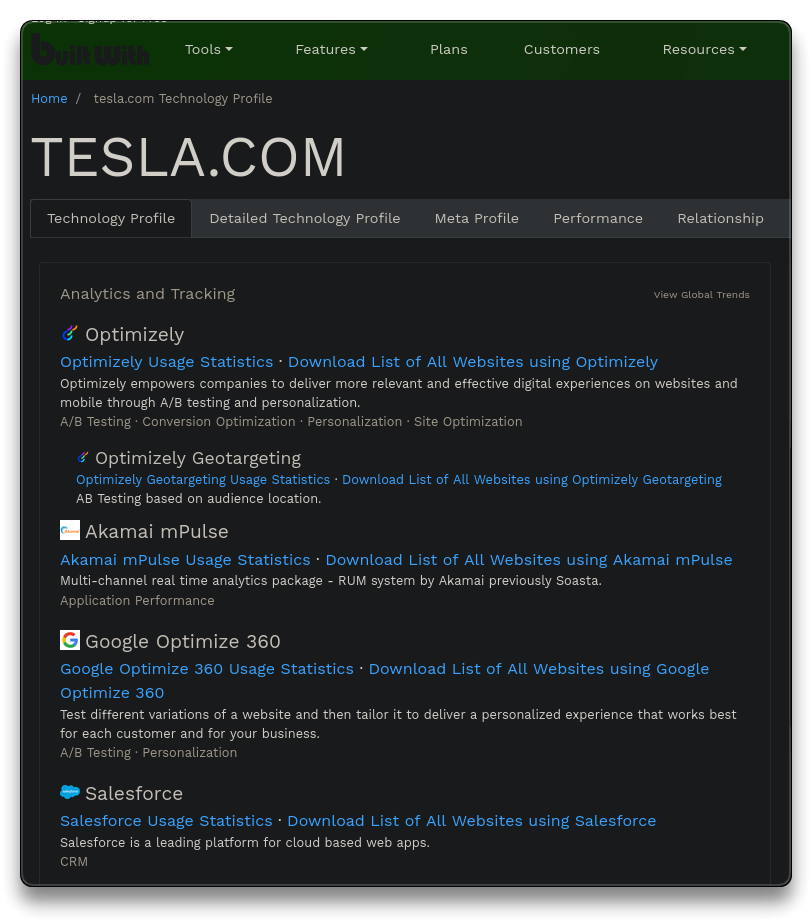 Log In · Signup for Free
builtwith
Tools
Features
Plans
Customers
Resources
Home / tesla.com Technology Profile
TESLA.COM
Technology Profile
Detailed Technology Profile
Meta Profile
Performance
Relationship
Analytics and Tracking
View Global Trends
Optimizely
Optimizely Usage Statistics · Download List of All Websites using Optimizely
Optimizely empowers companies to deliver more relevant and effective digital experiences on websites and
mobile through A/B testing and personalization.
A/B Testing · Conversion Optimization · Personalization · Site Optimization
Optimizely Geotargeting
Optimizely Geotargeting Usage Statistics · Download List of All Websites using Optimizely Geotargeting
AB Testing based on audience location.
Akamai mPulse
Akamai mPulse Usage Statistics · Download List of All Websites using Akamai mPulse
Multi-channel real time analytics package - RUM system by Akamai previously Soasta.
Application Performance
Google Optimize 360
Google Optimize 360 Usage Statistics · Download List of All Websites using Google
Optimize 360
Test different variations of a website and then tailor it to deliver a personalized experience that works best
for each customer and for your business.
A/B Testing · Personalization
Salesforce
Salesforce Usage Statistics · Download List of All Websites using Salesforce
Salesforce is a leading platform for cloud based web apps.
CRM